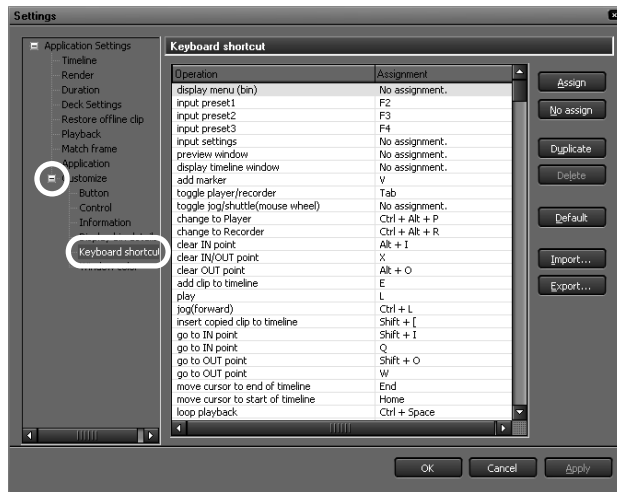 Settings
Application Settings
Timeline
Render
Duration
Deck Settings
Restore offline clip
Playback
Match frame
Application
Customize
Button
Control
Information
Keyboard shortcut
Keyboard shortcut
Operation Assignment
display menu (bin) No assignment.
input preset1 F2
input preset2 F3
input preset3 F4
input settings No assignment.
preview window No assignment.
display timeline window No assignment.
add marker V
toggle player/recorder Tab
toggle jog/shuttle(mouse wheel) No assignment.
change to Player Ctrl + Alt + P
change to Recorder Ctrl + Alt + R
clear IN point Alt + I
clear IN/OUT point X
clear OUT point Alt + O
add clip to timeline E
play L
jog(forward) Ctrl + L
insert copied clip to timeline Shift + [
go to IN point Shift + I
go to IN point Q
go to OUT point Shift + O
go to OUT point W
move cursor to end of timeline End
move cursor to start of timeline Home
loop playback Ctrl + Space
Assign
No assign
Duplicate
Delete
Default
Import...
Export...
OK Cancel Apply